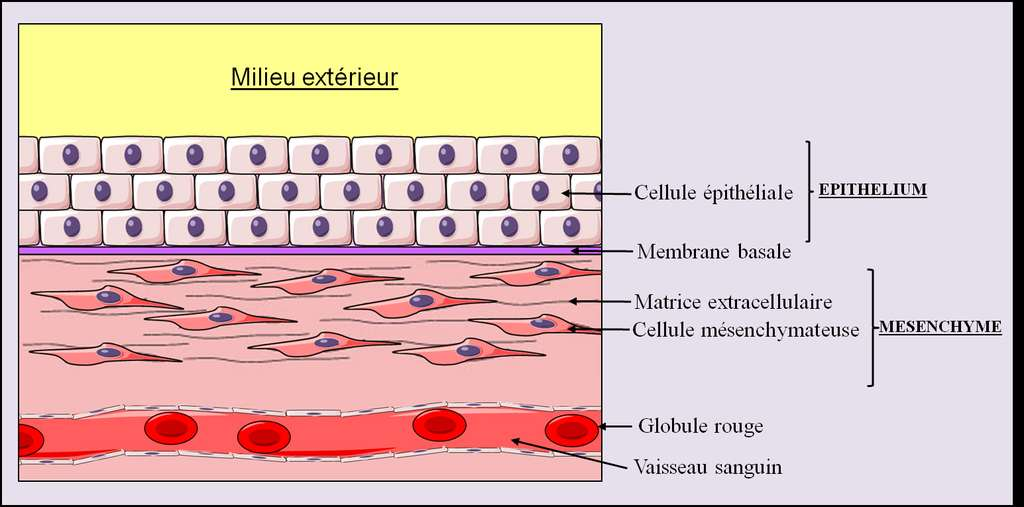 Milieu extérieur
Cellule épithéliale
EPITHELIUM
Membrane basale
Matrice extracellulaire
Cellule mésenchymateuse
MESENCHYME
Globule rouge
Vaisseau sanguin